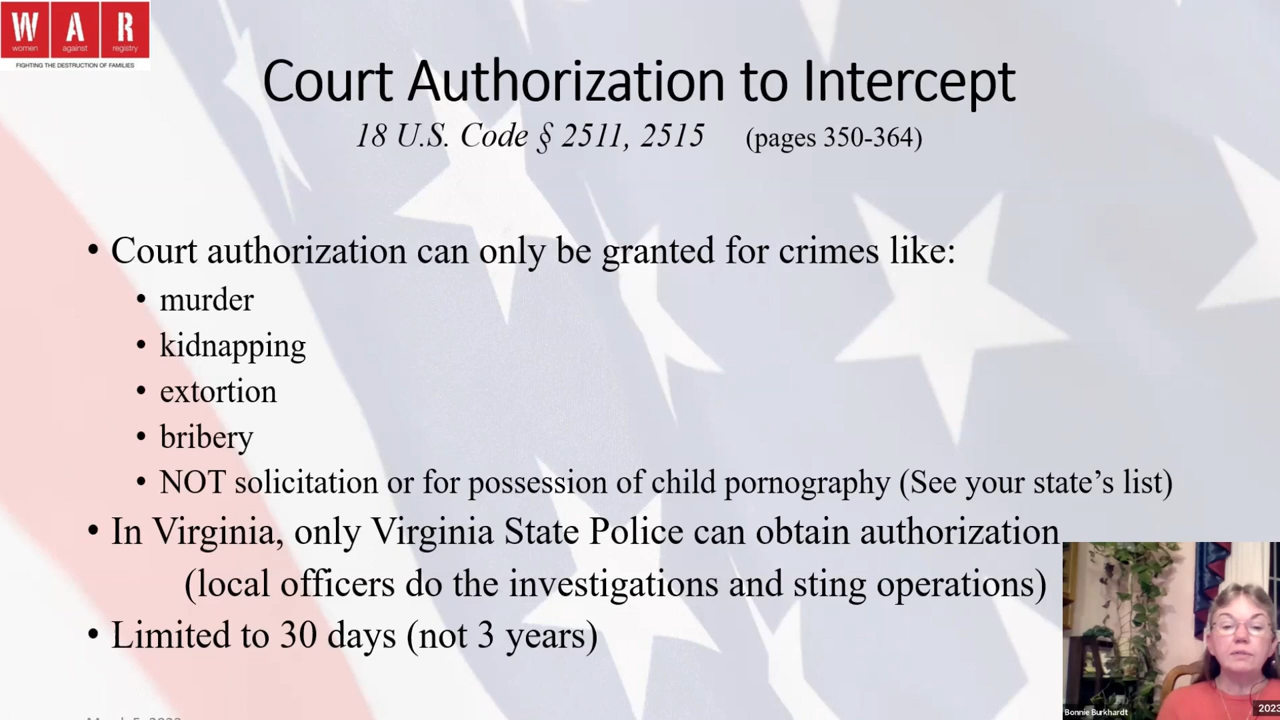 W A R
women against registry
FIGHTING THE DESTRUCTION OF FAMILIES
Court Authorization to Intercept
18 U.S. Code § 2511, 2515 (pages 350-364)
• Court authorization can only be granted for crimes like:
• murder
• kidnapping
• extortion
• bribery
• NOT solicitation or for possession of child pornography (See your state’s list)
• In Virginia, only Virginia State Police can obtain authorization
(local officers do the investigations and sting operations)
• Limited to 30 days (not 3 years)
Bonnie Burkhardt
2023